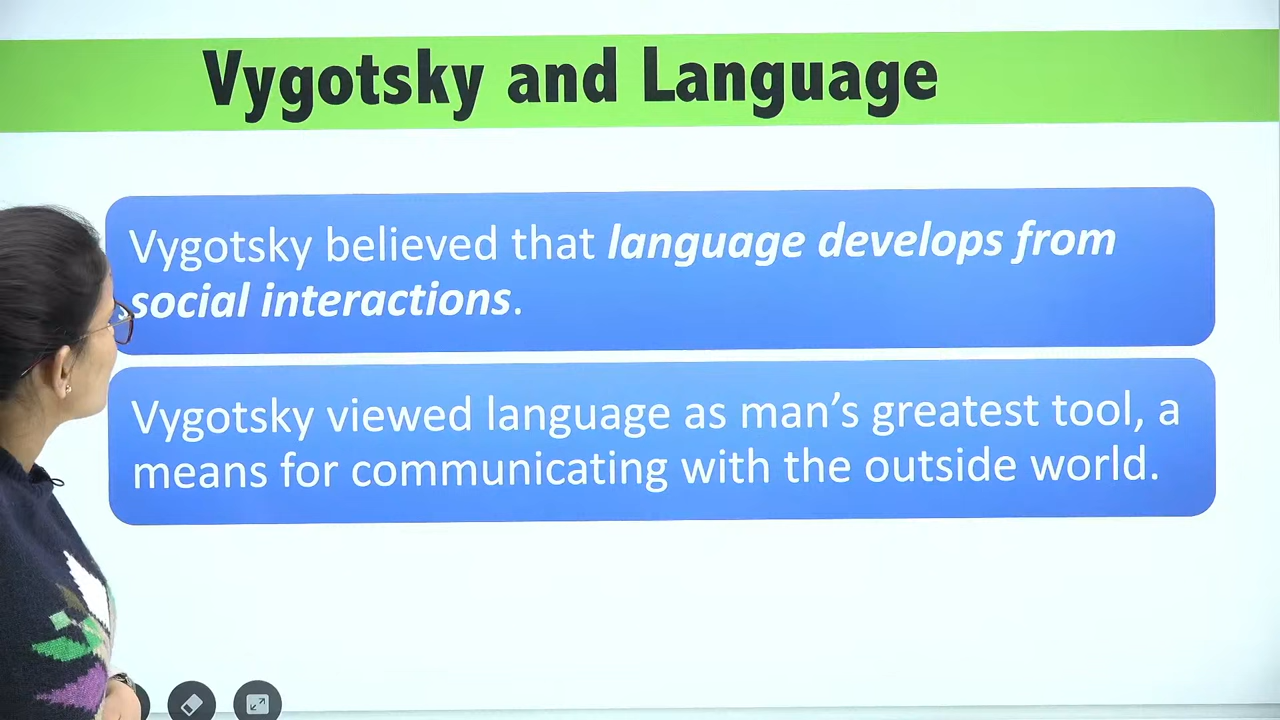 Vygotsky and Language
Vygotsky believed that language develops from
social interactions.
Vygotsky viewed language as man’s greatest tool, a
means for communicating with the outside world.